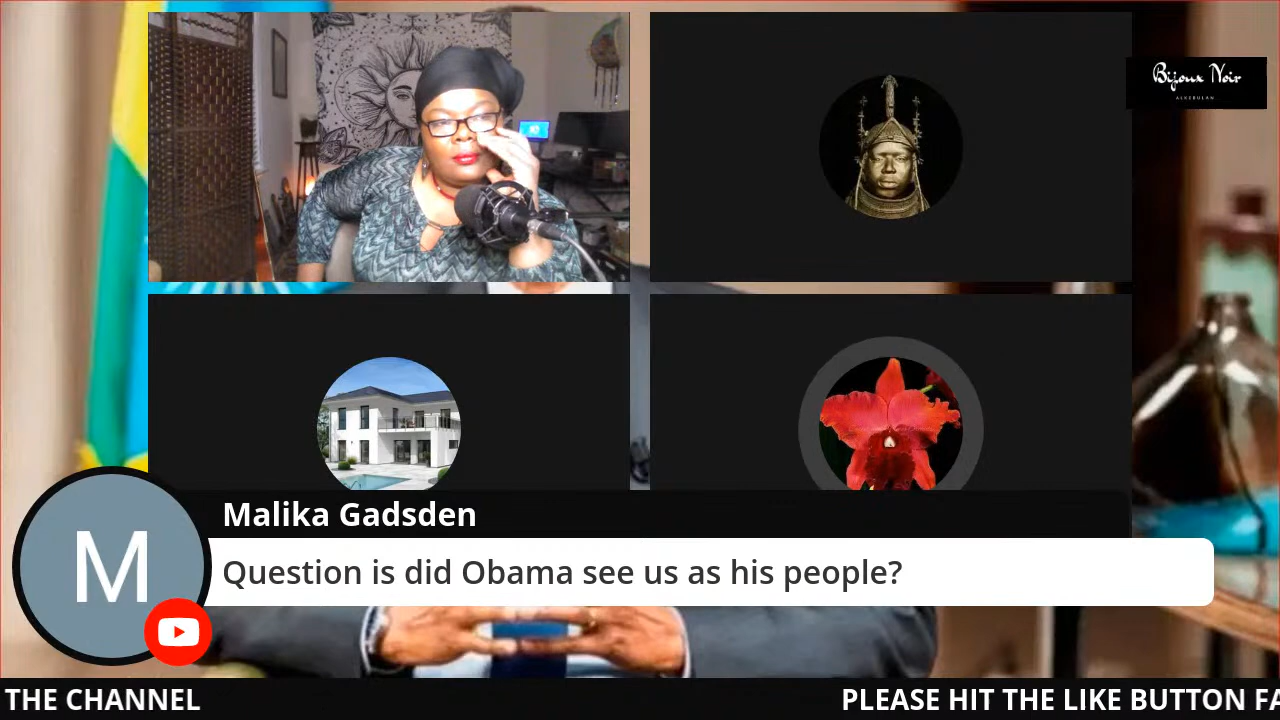 Bijoux Noir
ALKEBULAN
M
Malika Gadsden
Question is did Obama see us as his people?
THE CHANNEL
PLEASE HIT THE LIKE BUTTON FA